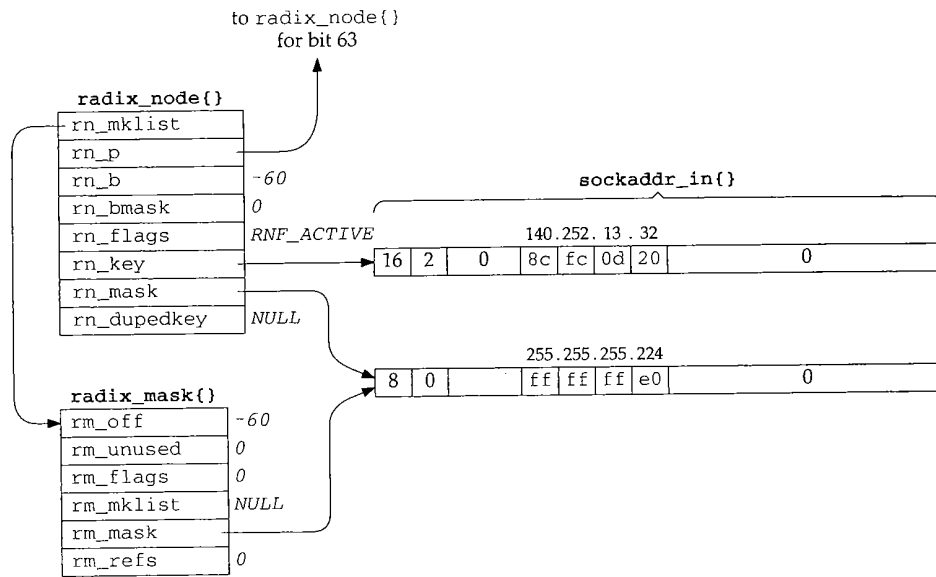 to radix_node{}
for bit 63
radix_node{}
rn_mklist
rn_p
rn_b -60
rn_bmask 0
rn_flags RNF_ACTIVE
rn_key
rn_mask
rn_dupedkey NULL
sockaddr_in{}
140.252.13.32
16 2 0 8c fc 0d 20 0
255.255.255.224
8 0 ff ff ff e0 0
radix_mask{}
rm_off -60
rm_unused 0
rm_flags 0
rm_mklist NULL
rm_mask
rm_refs 0